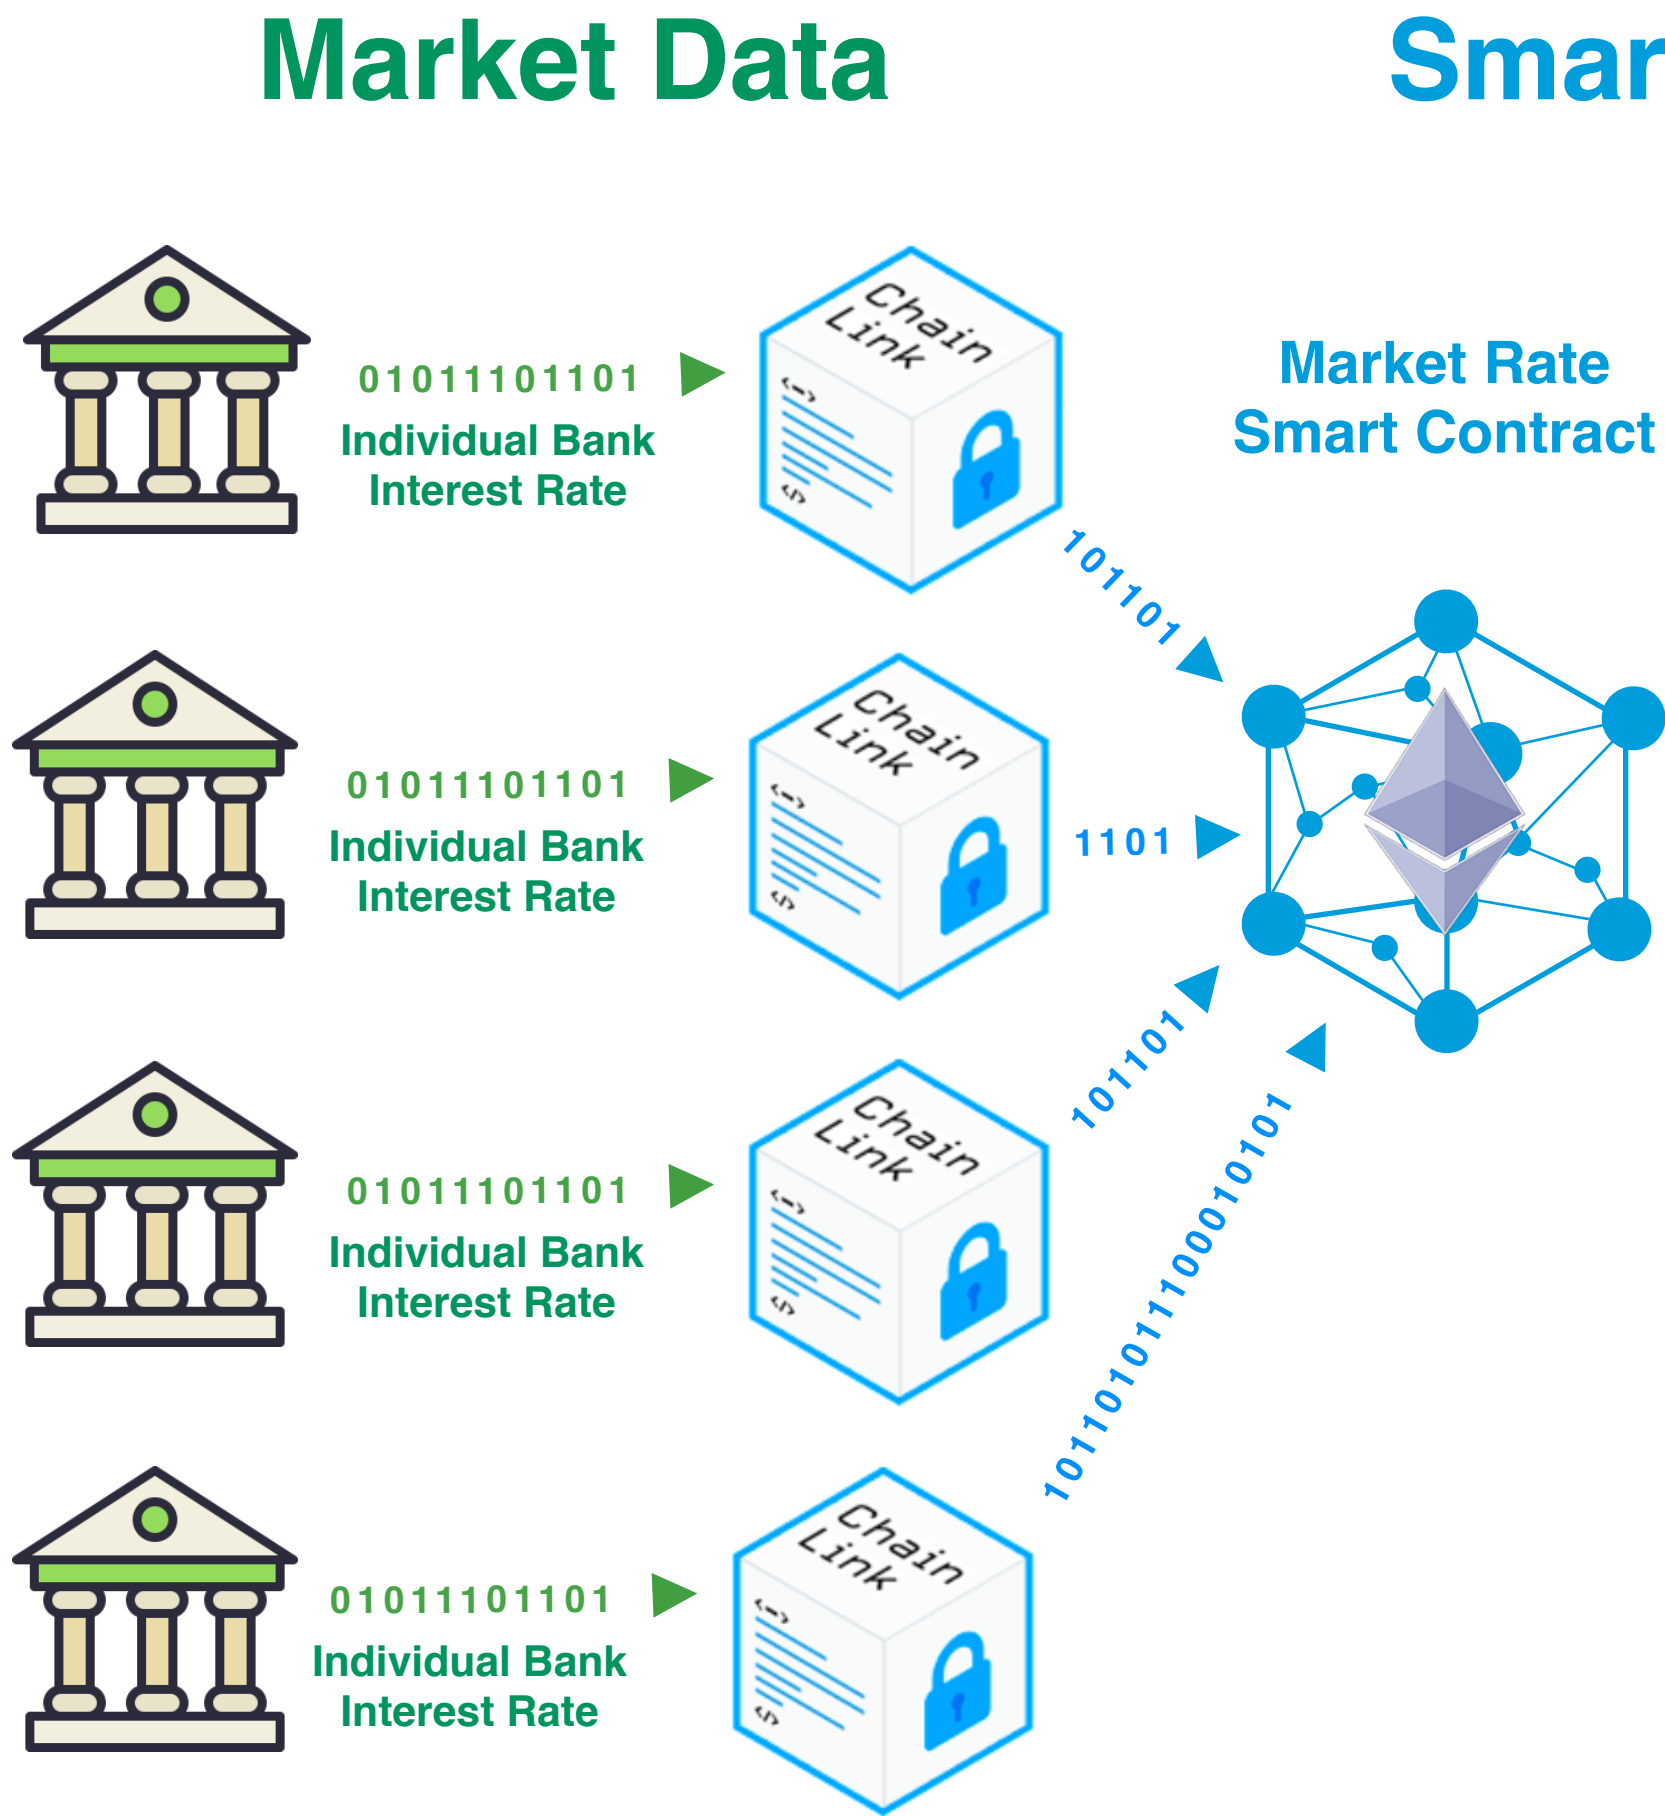 Market Data
Smar
01011101101
Individual Bank
Interest Rate
Chain
Link
<->
</>
Market Rate
Smart Contract
101101
01011101101
Individual Bank
Interest Rate
Chain
Link
<->
</>
1101
01011101101
Individual Bank
Interest Rate
Chain
Link
<->
</>
101101
01011101101
Individual Bank
Interest Rate
Chain
Link
<->
</>
101101011100010101